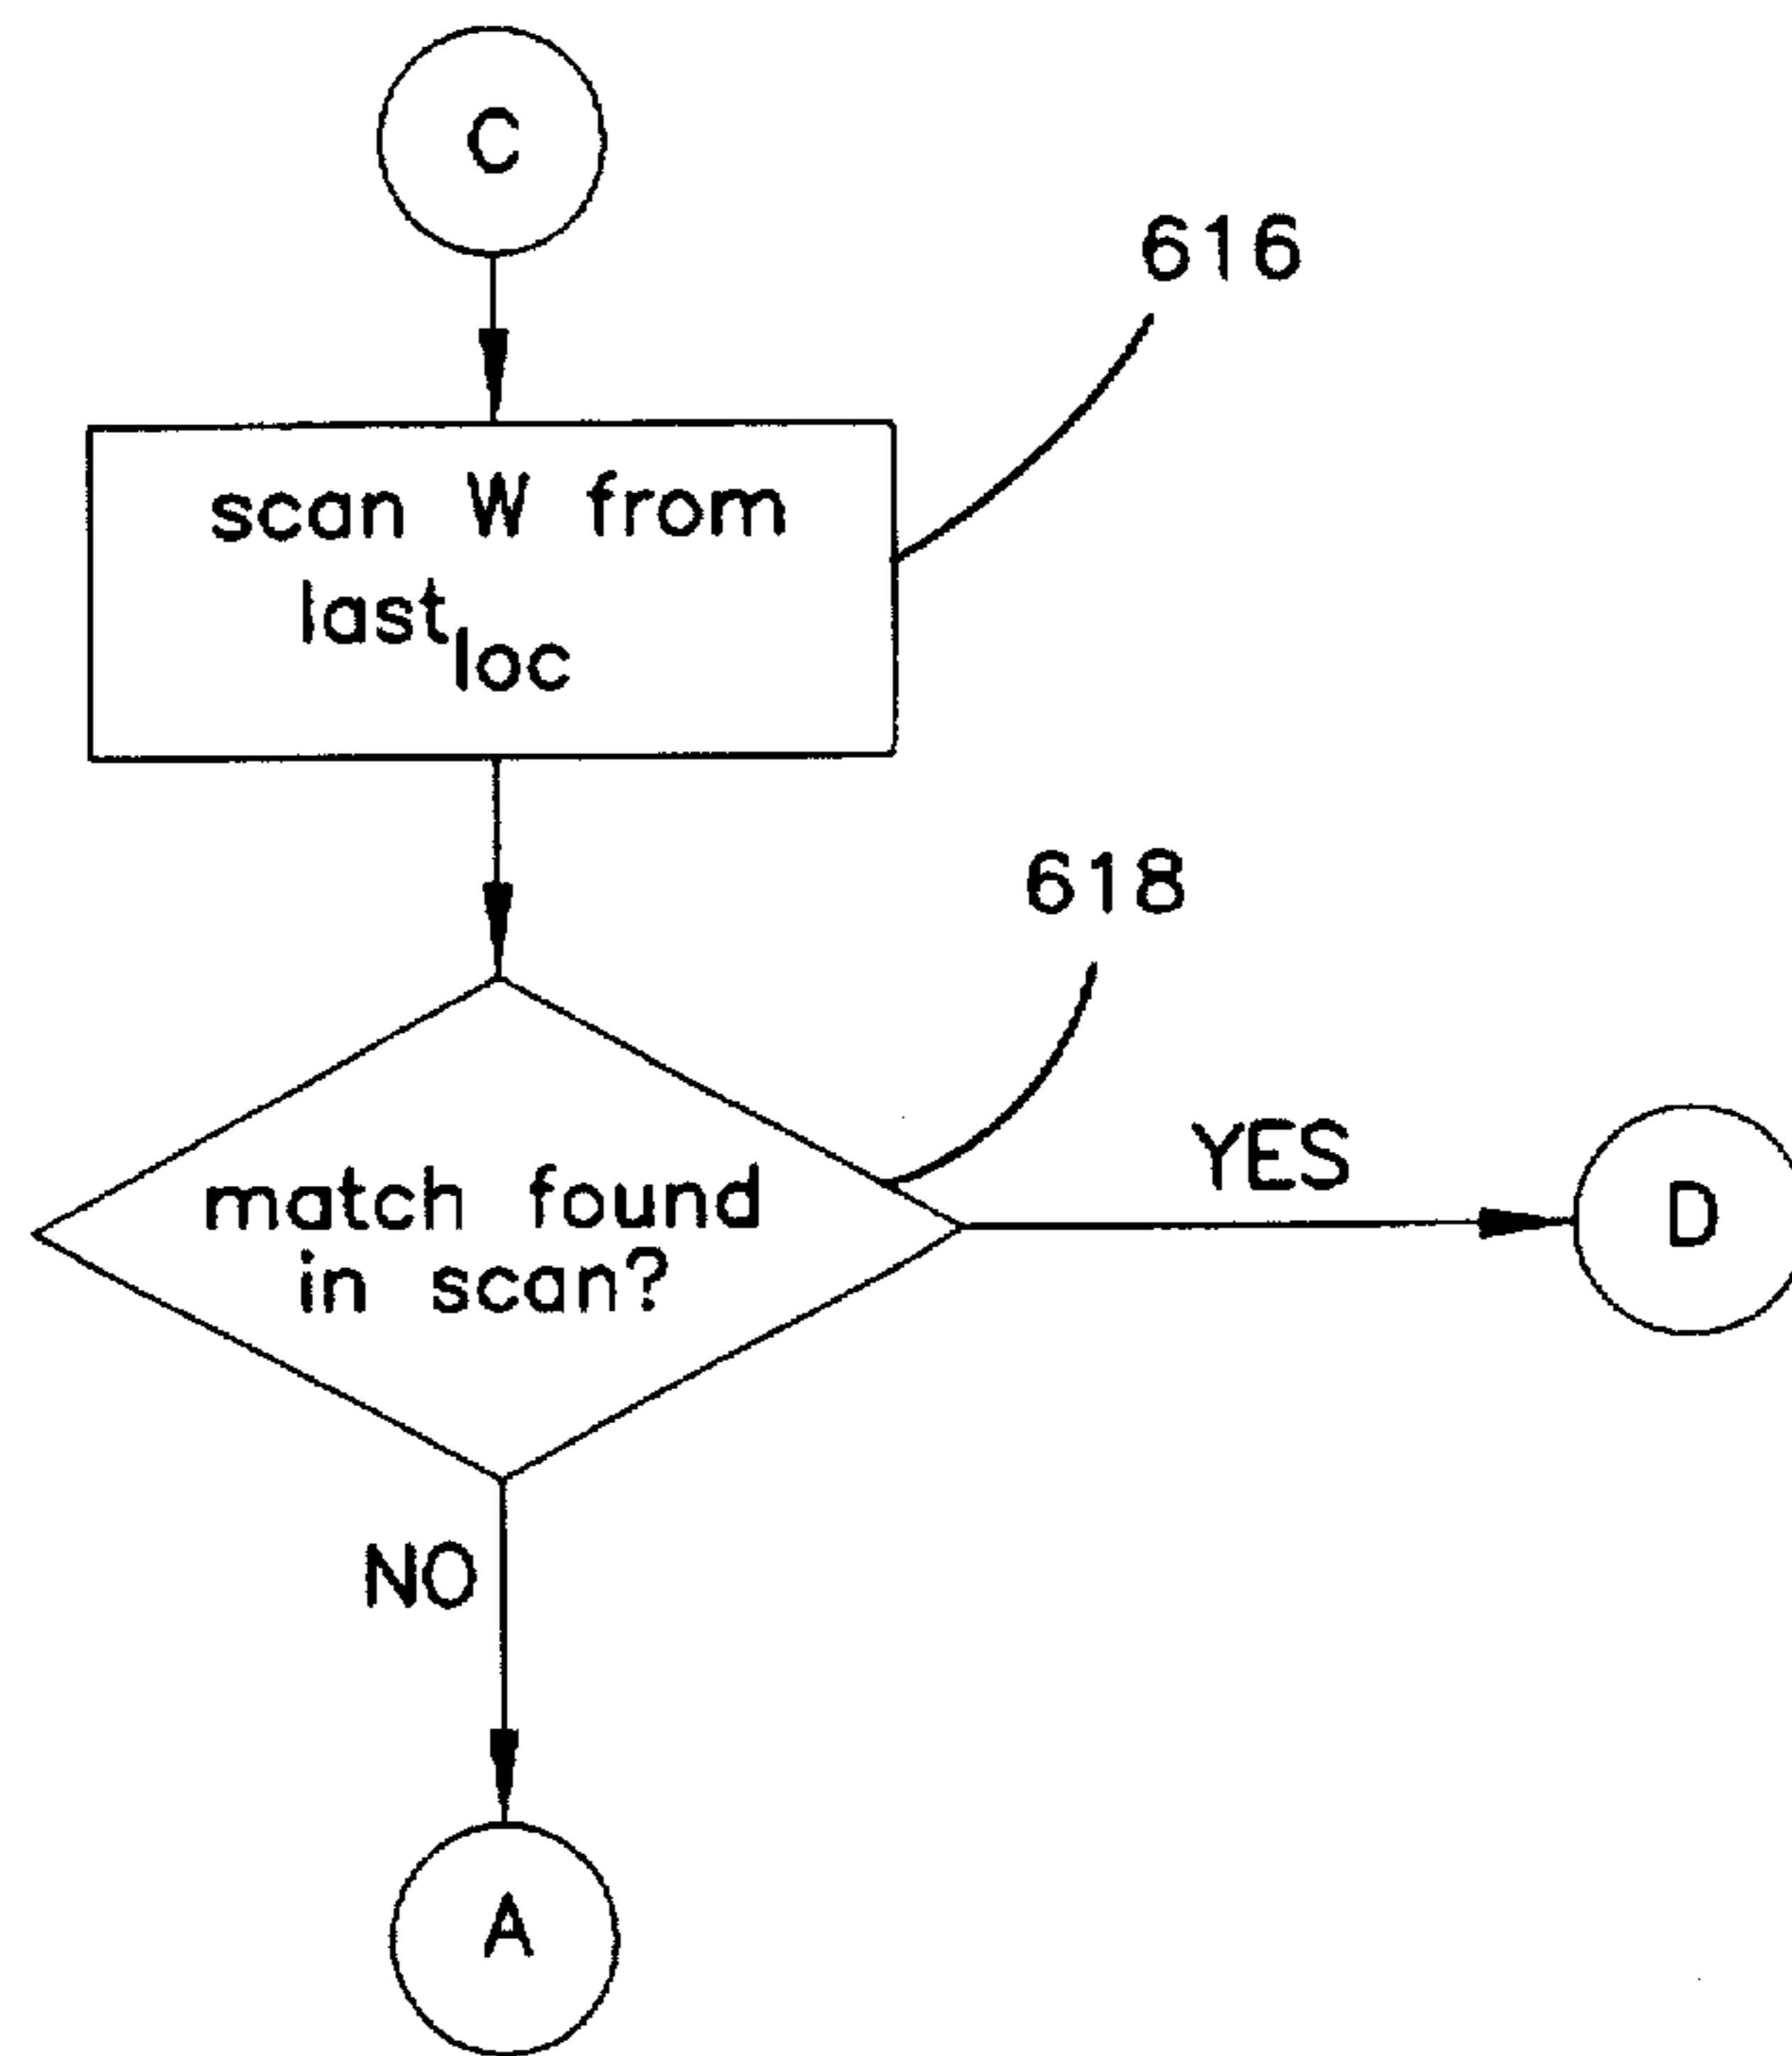 C
616
scan W from
last_loc
618
match found
in scan?
YES
D
NO
A